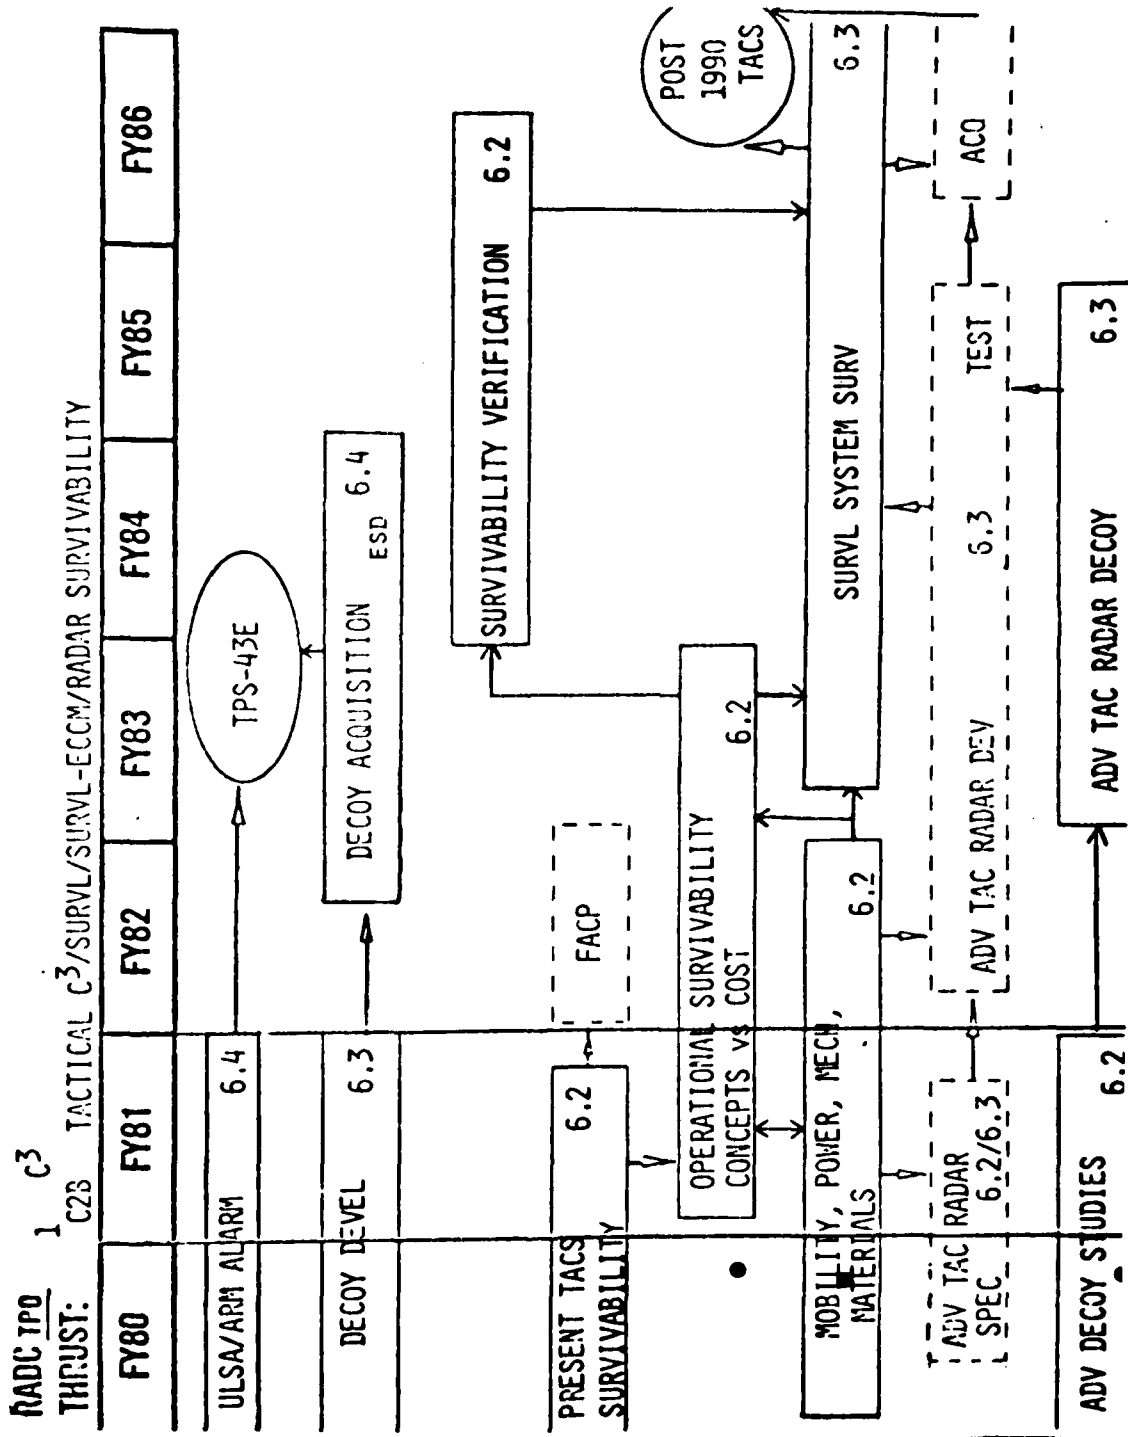 RADC TPO 1 C3
THRUST: C2B TACTICAL C3/SURVL/SURVL-ECCM/RADAR SURVIVABILITY
FY80 FY81 FY82 FY83 FY84 FY85 FY86
ULSA/ARM ALARM 6.4
TPS-43E
DECOY DEVEL 6.3
DECOY ACQUISITION ESD 6.4
SURVIVABILITY VERIFICATION 6.2
PRESENT TACS 6.2
SURVIVABILITY
FACP
OPERATIONAL SURVIVABILITY
CONCEPTS vs COST 6.2
POST
1990
TACS
MOBILITY, POWER, MECH,
MATERIALS 6.2
SURVL SYSTEM SURV 6.3
ADV TAC RADAR
SPEC 6.2/6.3
ADV TAC RADAR DEV 6.3 TEST
ACQ
ADV DECOY STUDIES 6.2
ADV TAC RADAR DECOY 6.3